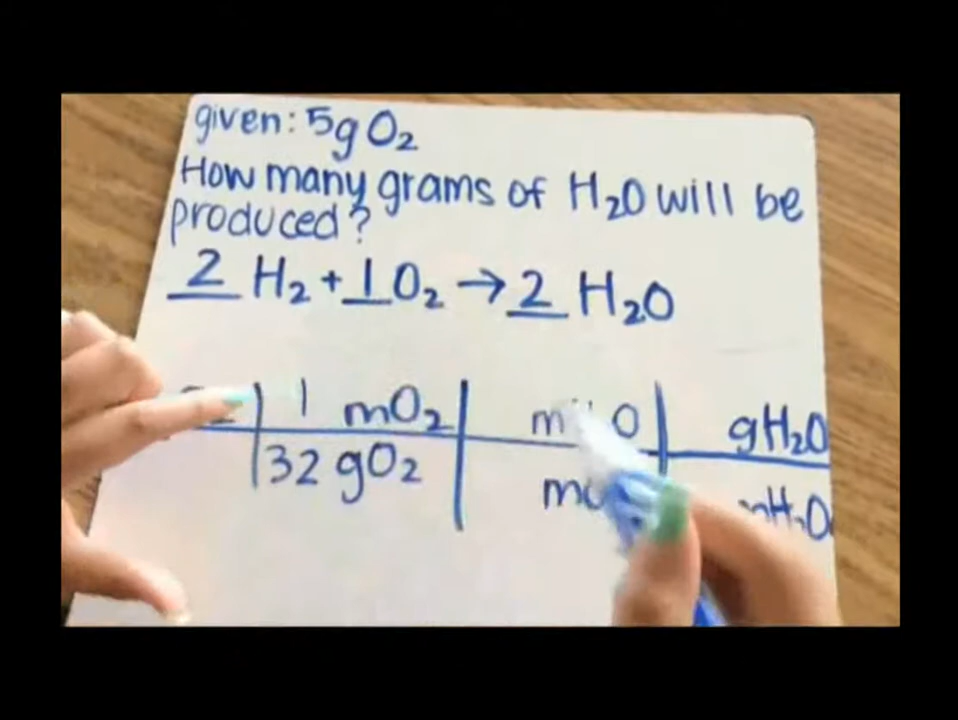 given: 5g O₂
How many grams of H₂O will be
produced?
2 H₂ + 1 O₂ → 2 H₂O
1 mO₂ gH₂O
32 gO₂